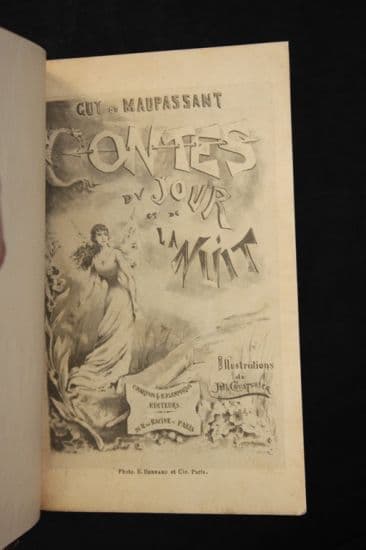 GUY DE MAUPASSANT
CONTES
DU JOUR
ET DE
LA NUIT
Illustrations
de
C. MARPON & E. FLAMMARION
EDITEURS
RUE RACINE PARIS
Photo. E. BERNARD et Cie. Paris.